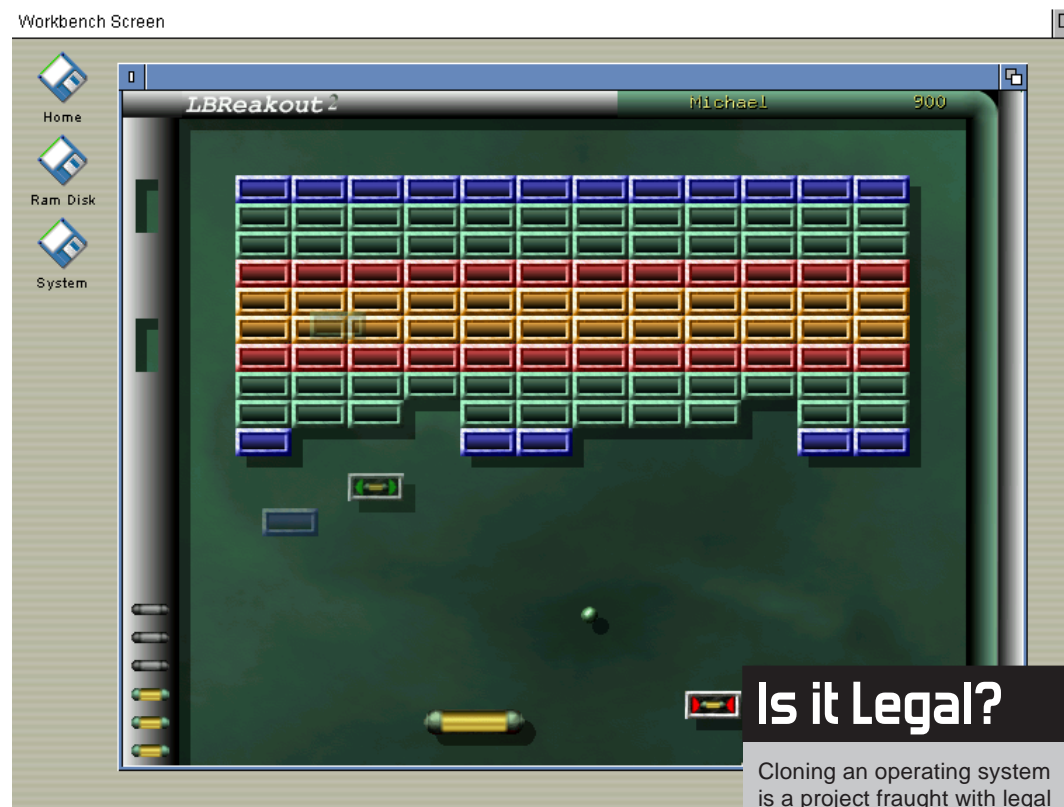 Workbench Screen
Home
Ram Disk
System
LBReakout2
Michael 900
Is it Legal?
Cloning an operating system
is a project fraught with legal